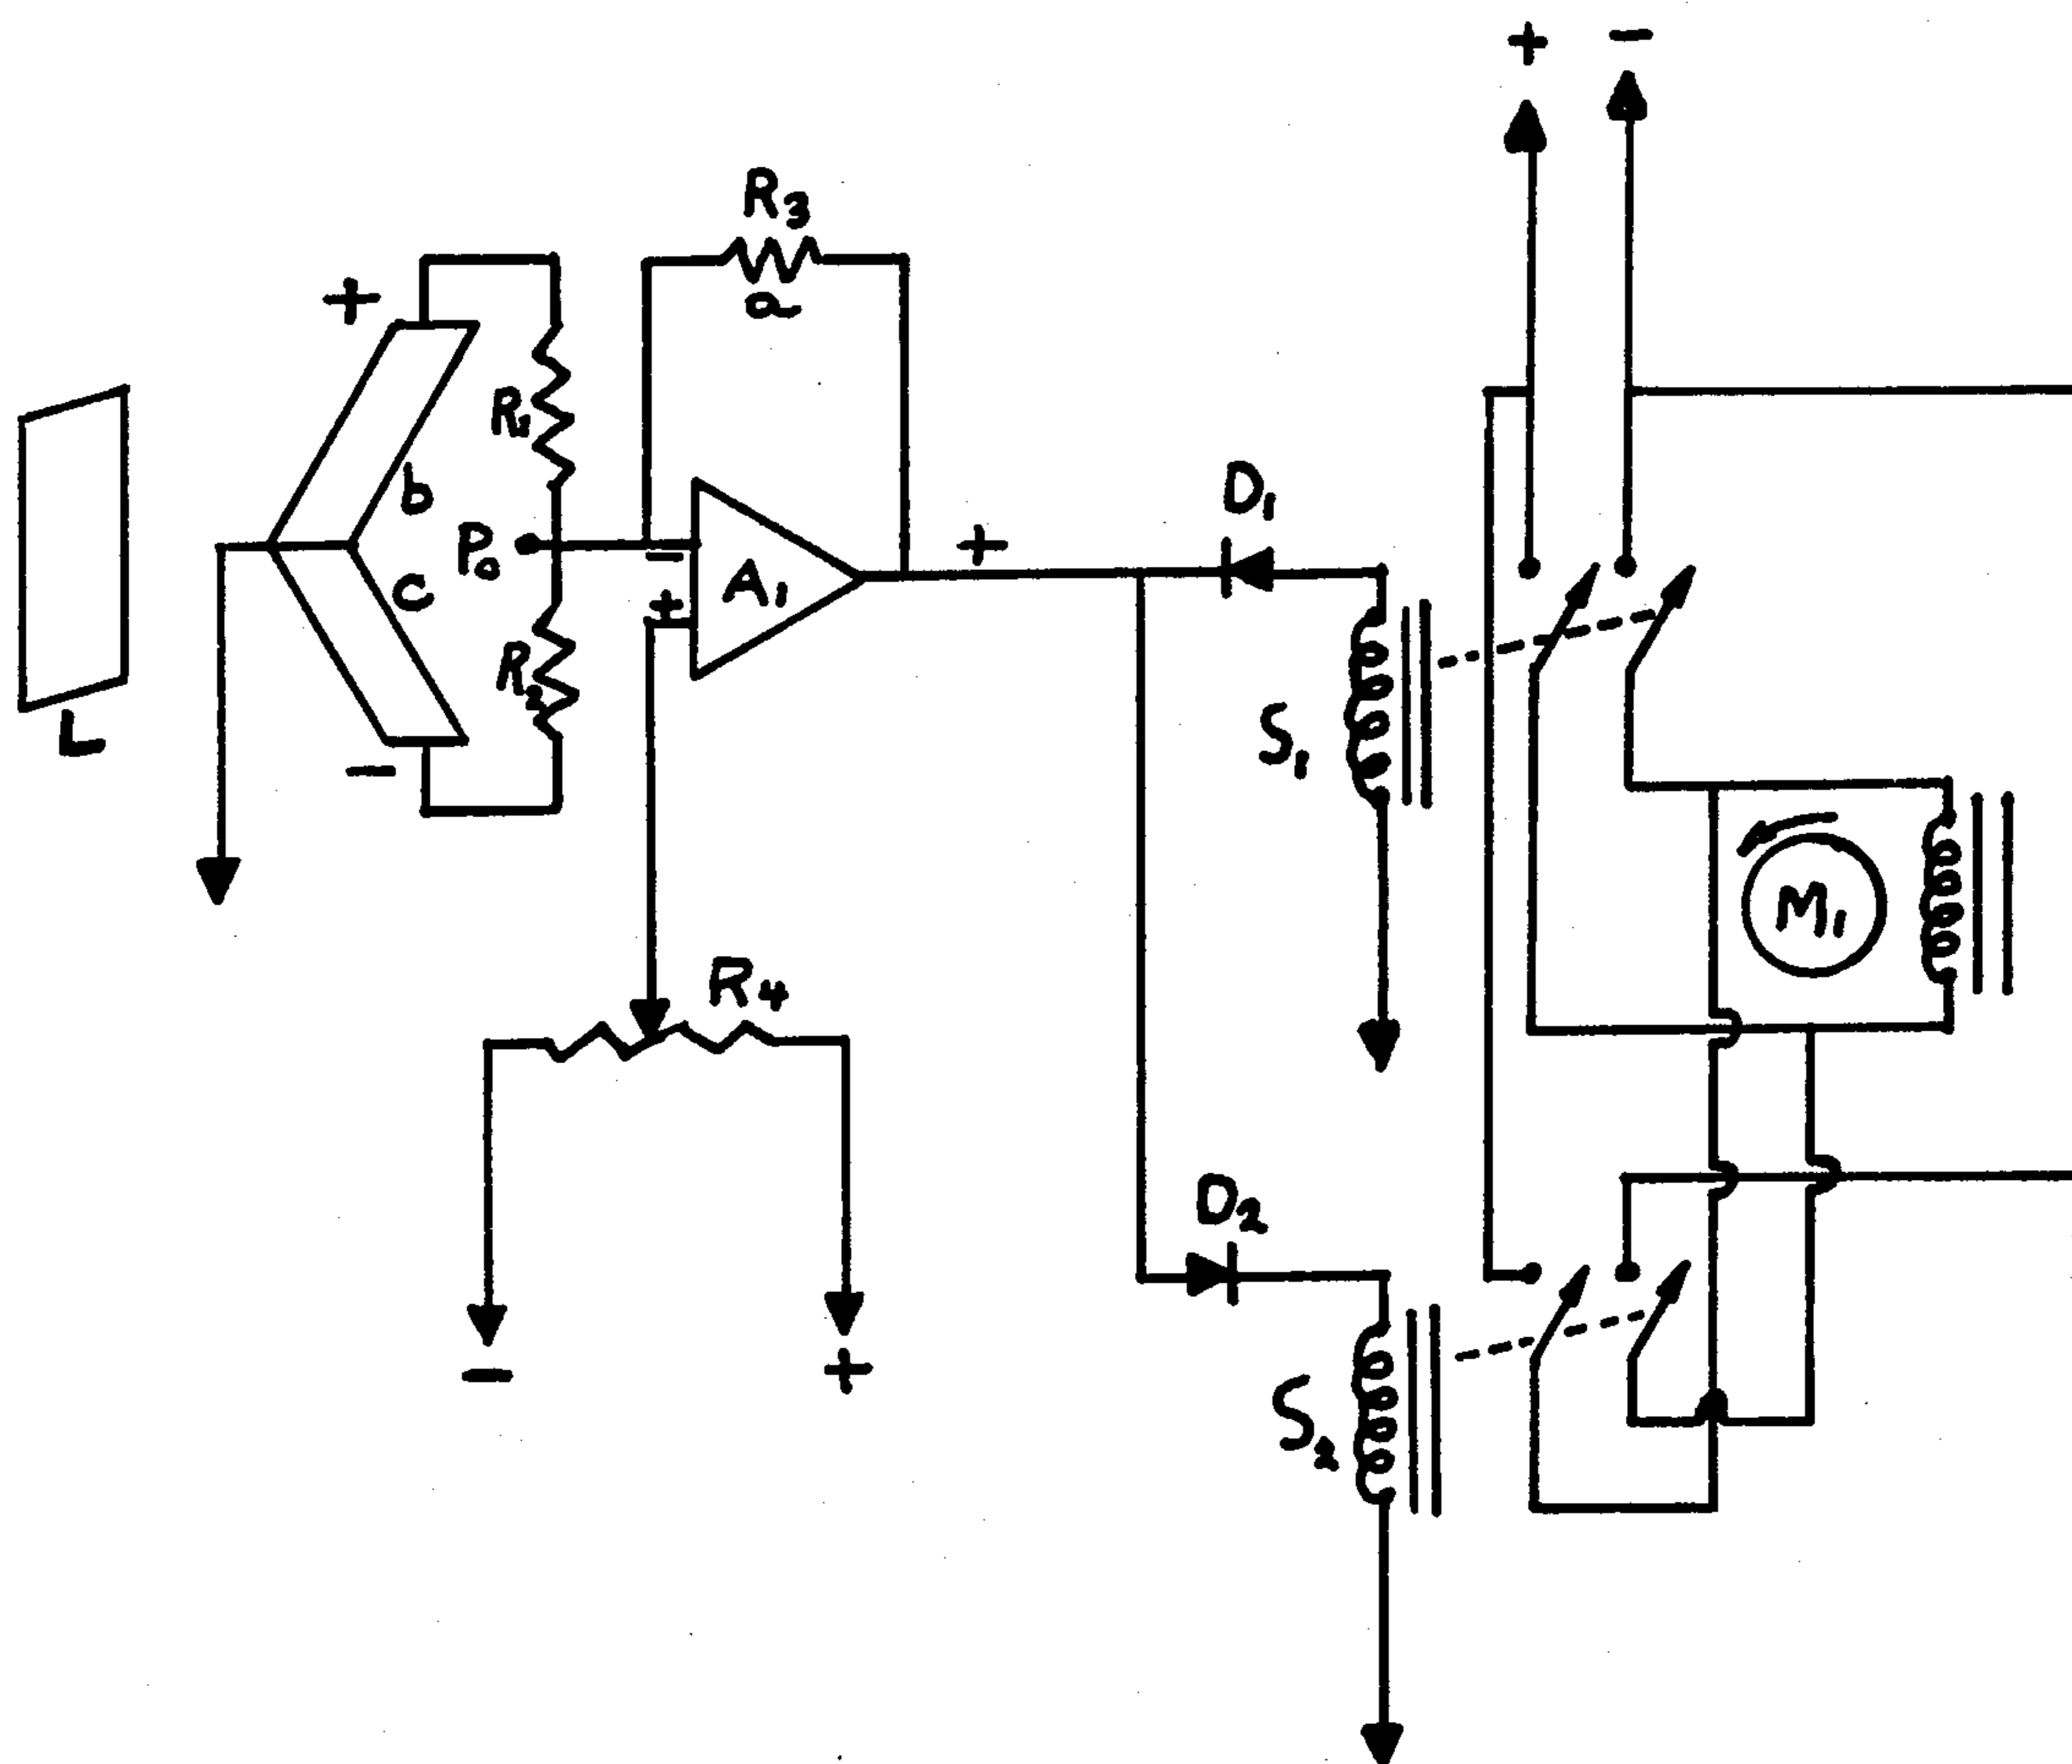 + −
R3
a
+
R1
b
P0
c
−
+
A1
+
D1
R2
L
−
S1
M1
R4
D2
−
+
S2